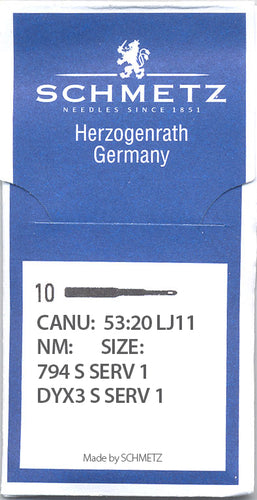 SCHMETZ
NEEDLES SINCE 1851
Herzogenrath
Germany
10
CANU: 53:20 LJ11
NM: SIZE:
794 S SERV 1
DYX3 S SERV 1
Made by SCHMETZ